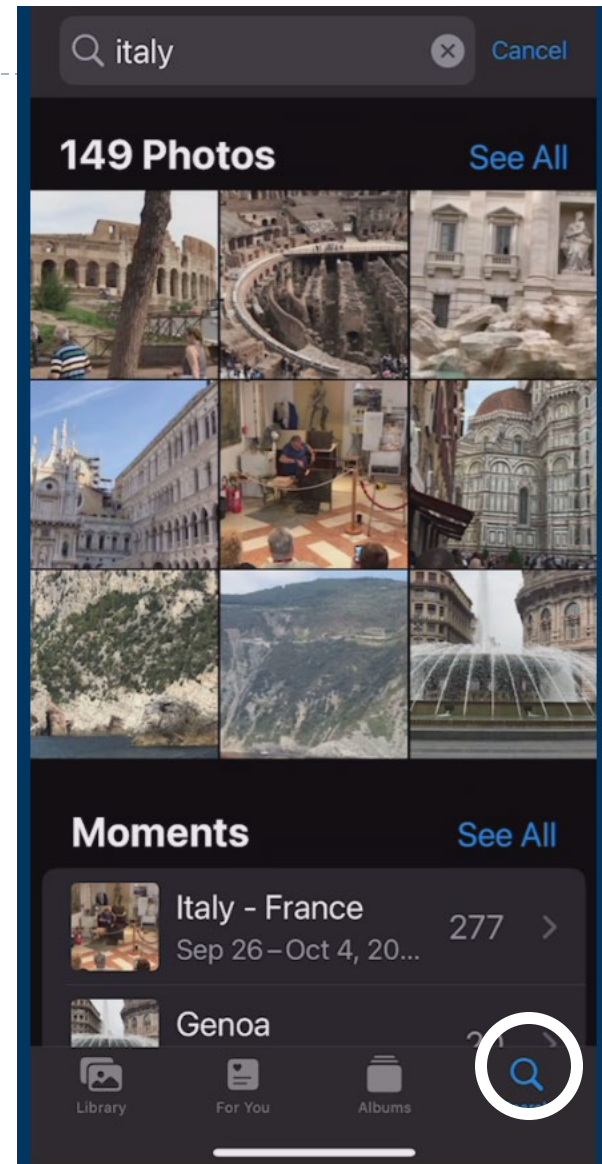 italy
Cancel
149 Photos
See All
Moments
See All
Italy - France
Sep 26–Oct 4, 20...
277
Genoa
Library
For You
Albums